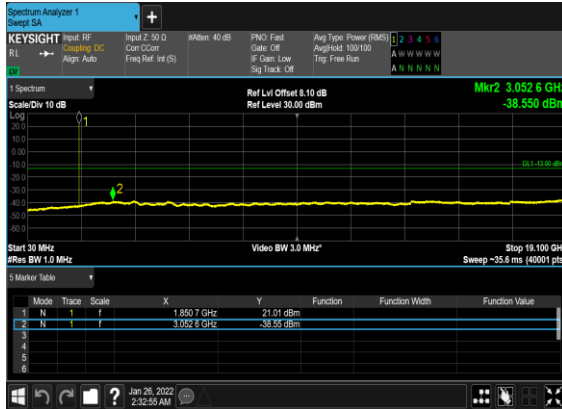 Spectrum Analyzer 1
Swept SA
+
KEYSIGHT Input: RF Input Z: 50 Ω #Atten: 40 dB PNO: Fast Avg Type: Power (RMS) 1 2 3 4 5 6
RL Coupling: DC Corr CCorr Gate: Off Avg|Hold: 100/100 A W W W W W
Align: Auto Freq Ref: Int (S) IF Gain: Low Trig: Free Run
LU Sig Track: Off A N N N N N
1 Spectrum Ref Lvl Offset 8.10 dB Mkr2 3.052 6 GHz
Scale/Div 10 dB Ref Level 30.00 dBm -38.550 dBm
Log
1
20.0
10.0
0.00
-10.0 DL1 -13.00 dBm
-20.0
-30.0 2
-40.0
-50.0
-60.0
Start 30 MHz Video BW 3.0 MHz* Stop 19.100 GH
#Res BW 1.0 MHz Sweep ~35.6 ms (40001 pts
5 Marker Table
Mode Trace Scale X Y Function Function Width Function Value
1 N 1 f 1.850 7 GHz 21.01 dBm
2 N 1 f 3.052 6 GHz -38.55 dBm
3
4
5
6
? Jan 26, 2022
2:32:55 AM